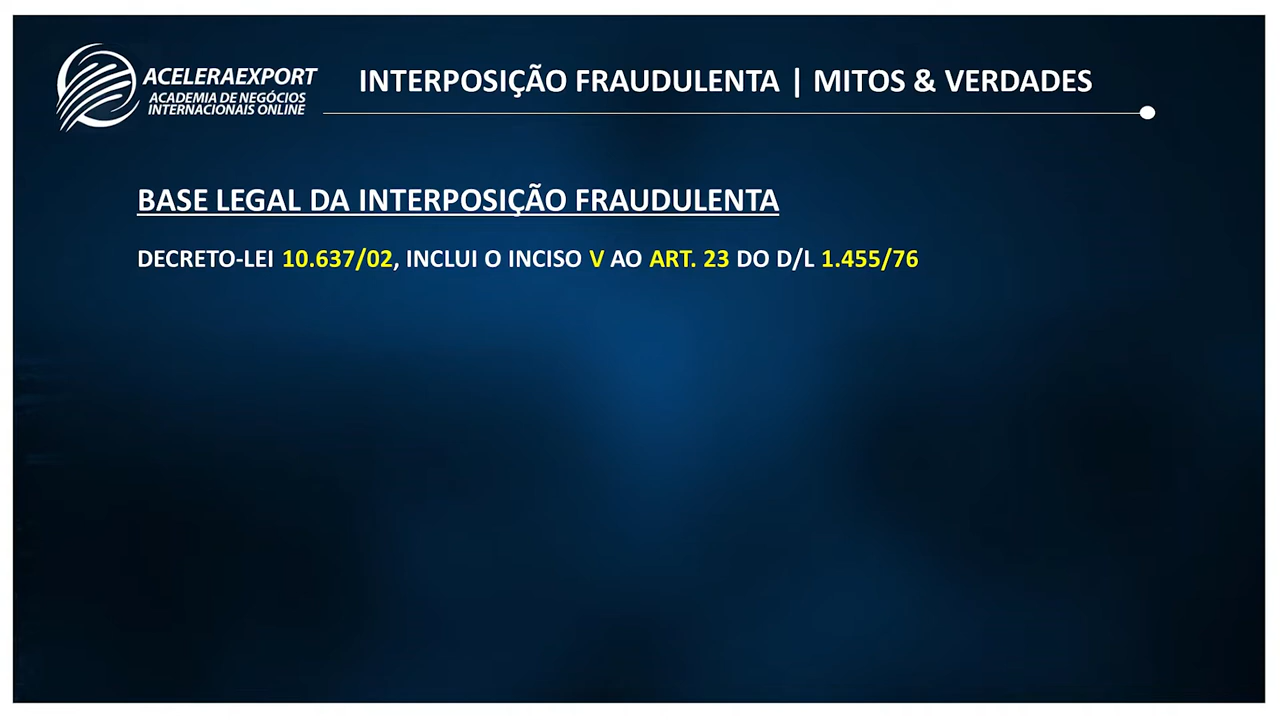 ACELERAEXPORT
ACADEMIA DE NEGÓCIOS
INTERNACIONAIS ONLINE
INTERPOSIÇÃO FRAUDULENTA | MITOS & VERDADES
BASE LEGAL DA INTERPOSIÇÃO FRAUDULENTA
DECRETO-LEI 10.637/02, INCLUI O INCISO V AO ART. 23 DO D/L 1.455/76